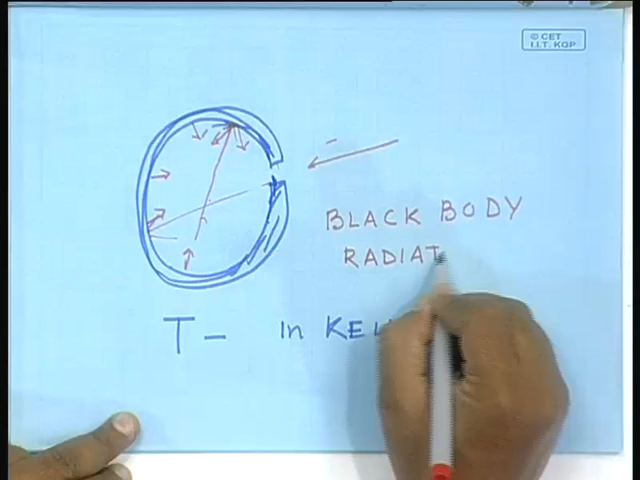 © CET
I.I.T. KGP
BLACK BODY
RADIAT
T - in KEL